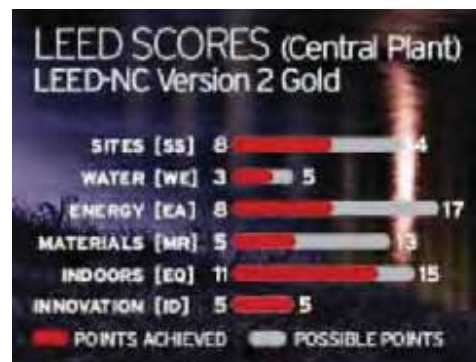 LEED SCORES (Central Plant)
LEED-NC Version 2 Gold
SITES [SS] 8 4
WATER [WE] 3 5
ENERGY [EA] 8 17
MATERIALS [MR] 5 13
INDOORS [EQ] 11 15
INNOVATION [ID] 5 5
POINTS ACHIEVED POSSIBLE POINTS